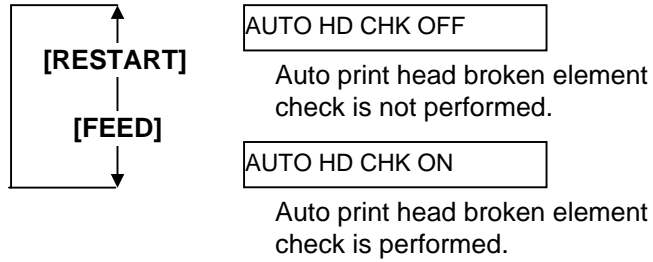 [RESTART]
[FEED]
AUTO HD CHK OFF
Auto print head broken element
check is not performed.
AUTO HD CHK ON
Auto print head broken element
check is performed.